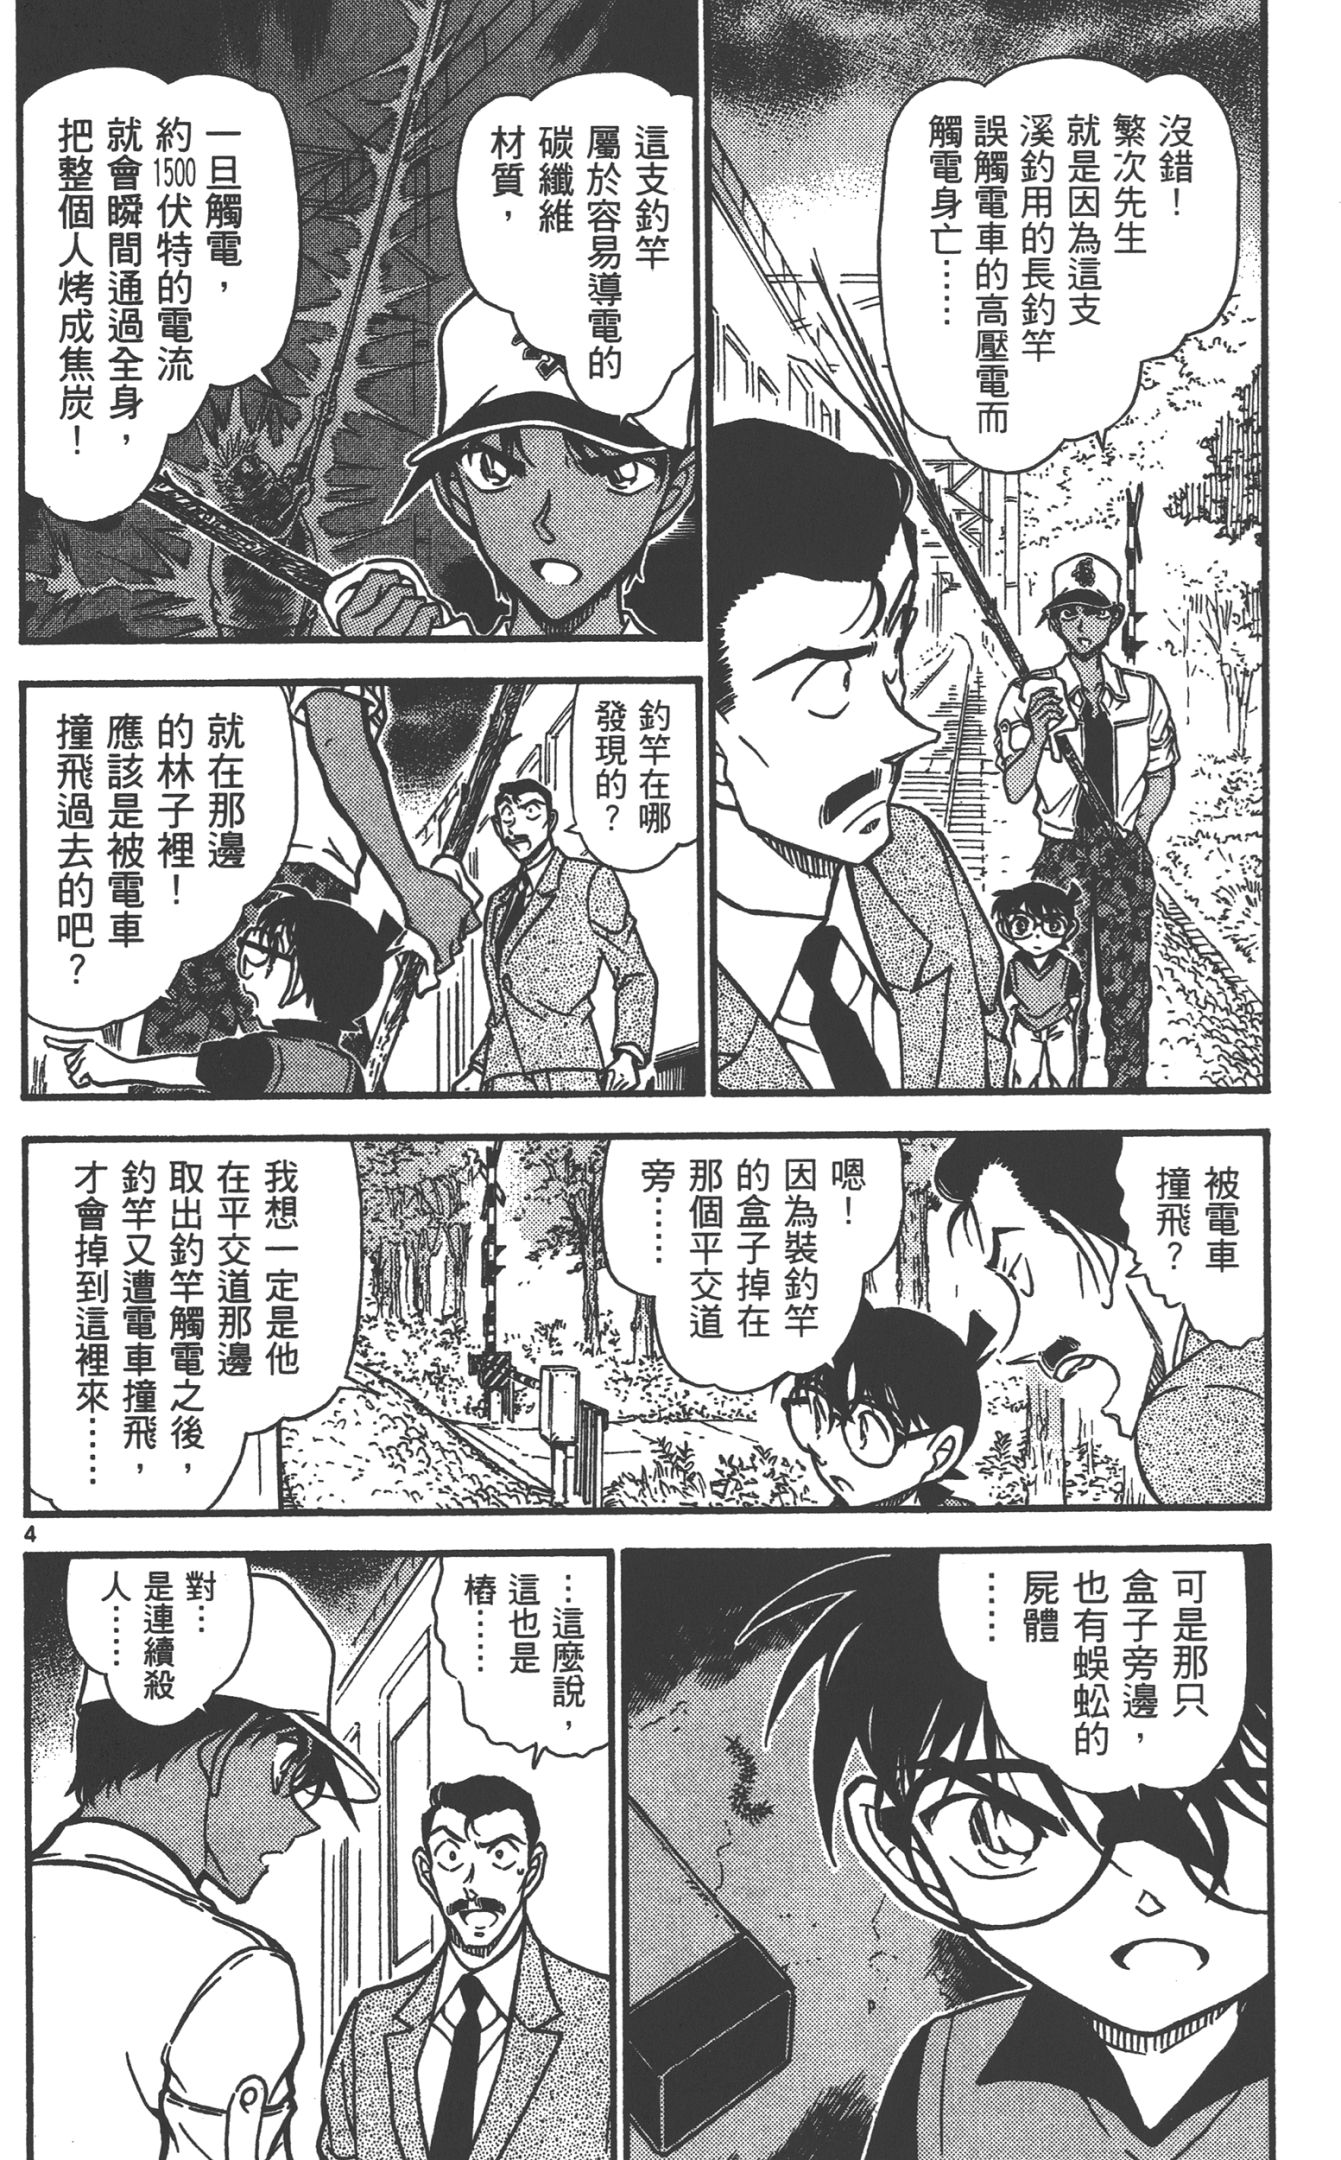 沒錯！
繁次先生
就是因為這支
溪釣用的長釣竿
誤觸電車的高壓電而
觸電身亡……
這支釣竿
屬於容易導電的
碳纖維
材質，
一旦觸電，
約1500伏特的電流
就會瞬間通過全身，
把整個人烤成焦炭！
釣竿在哪
發現的？
就在那邊
的林子裡！
應該是被電車
撞飛過去的吧？
被電車
撞飛？
嗯！
因為裝釣竿
的盒子掉在
那個平交道
旁……
我想一定是他
在平交道那邊
取出釣竿觸電之後，
釣竿又遭電車撞飛，
才會掉到這裡來……
4
可是那只
盒子旁邊，
也有蜈蚣的
屍體
……
…這麼說，
這也是
樁……
對…
是連續殺
人……